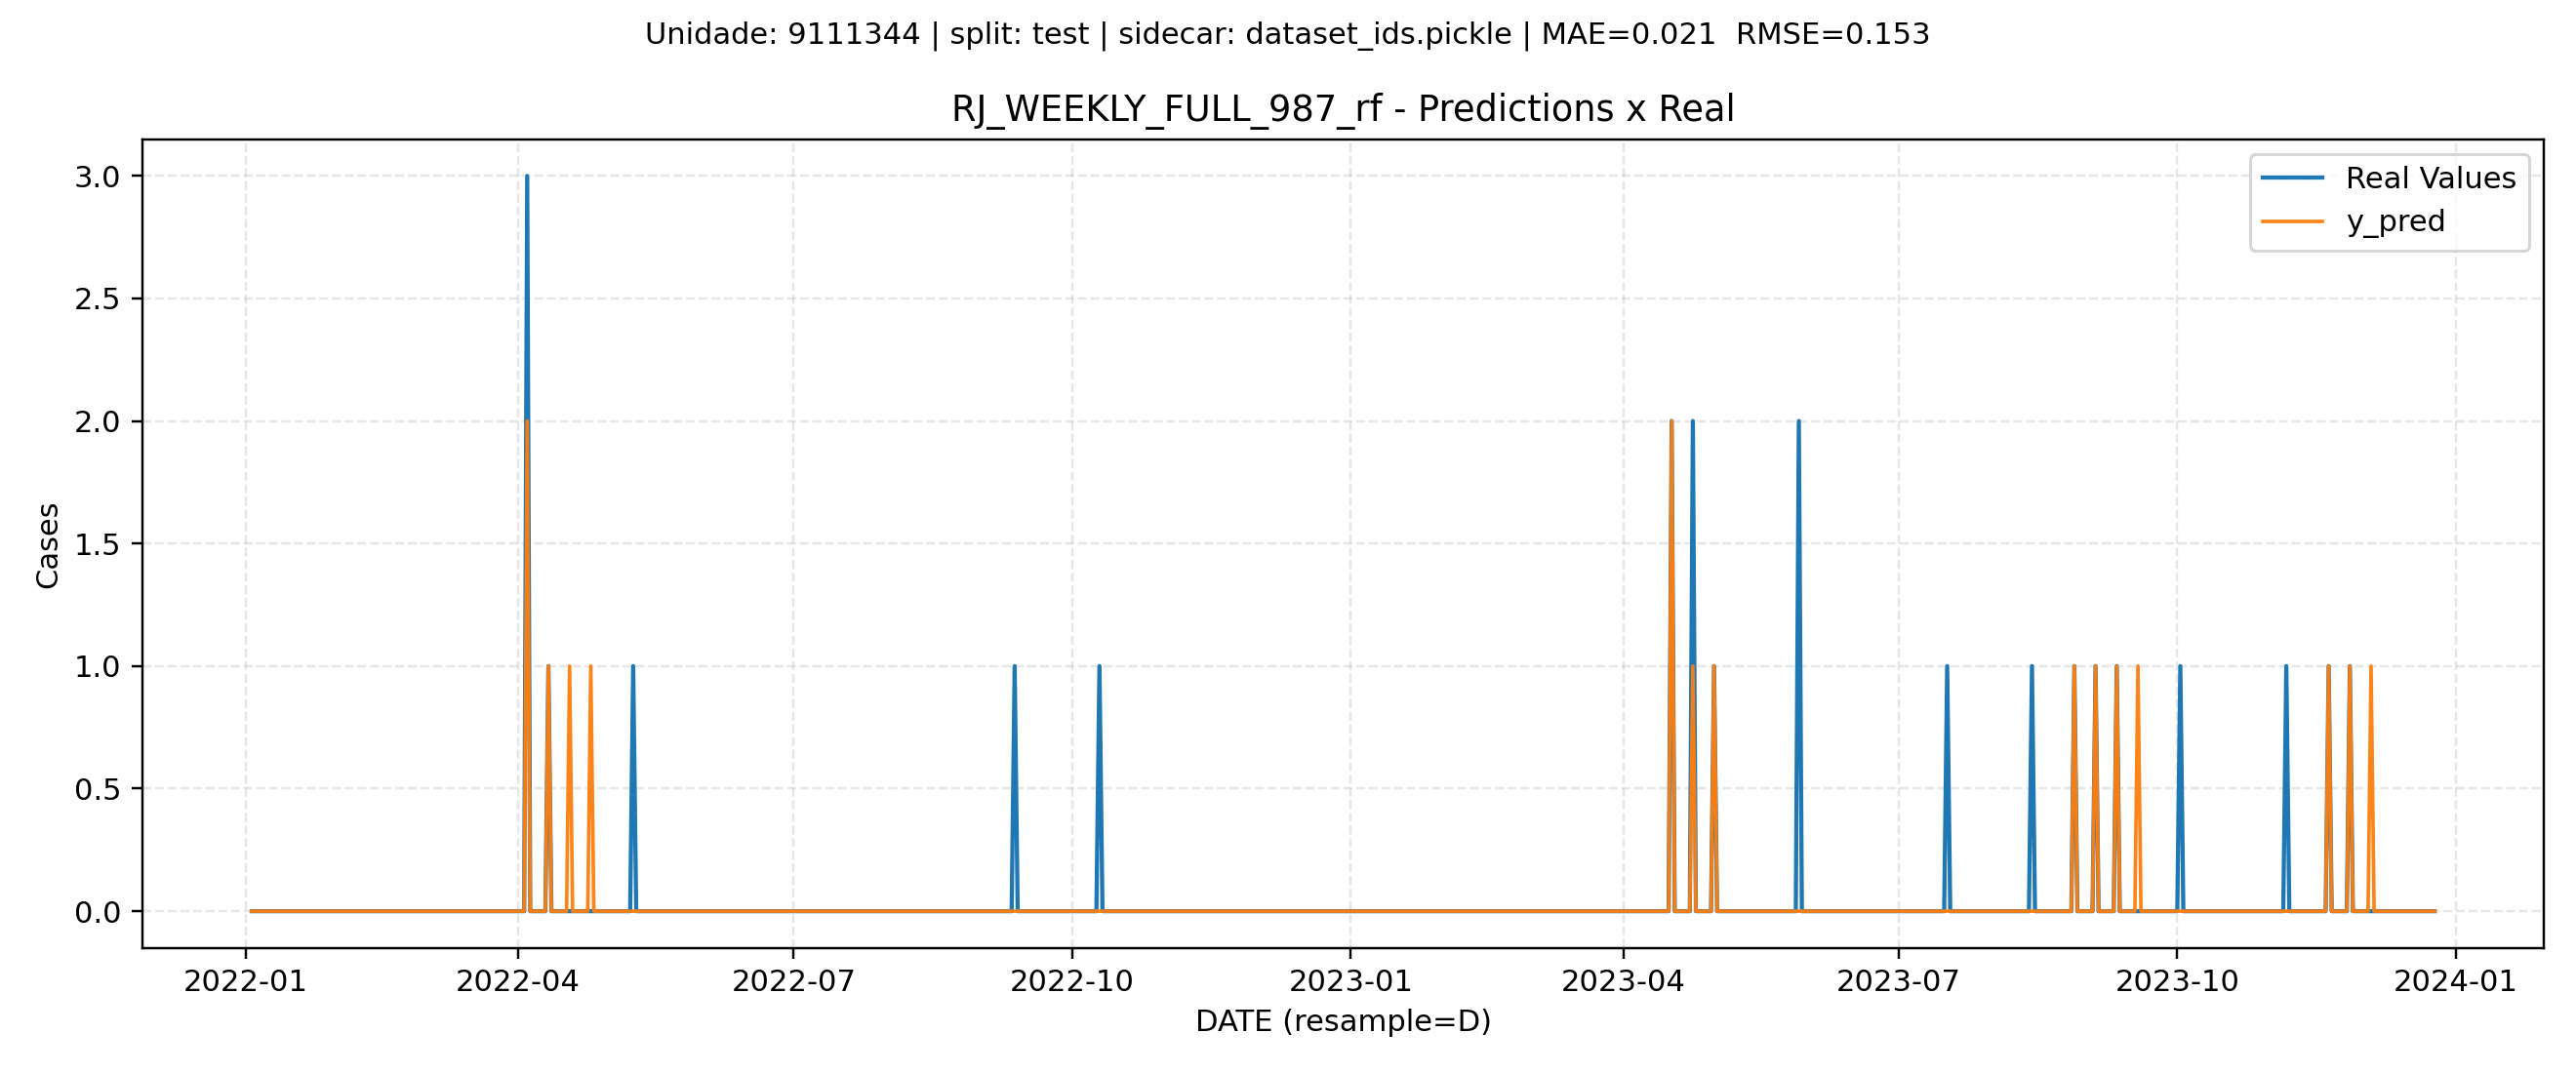 Unidade: 9111344 | split: test | sidecar: dataset_ids.pickle | MAE=0.021  RMSE=0.153
RJ_WEEKLY_FULL_987_rf - Predictions x Real
Real Values
y_pred
Cases
3.0
2.5
2.0
1.5
1.0
0.5
0.0
2022-01
2022-04
2022-07
2022-10
2023-01
2023-04
2023-07
2023-10
2024-01
DATE (resample=D)